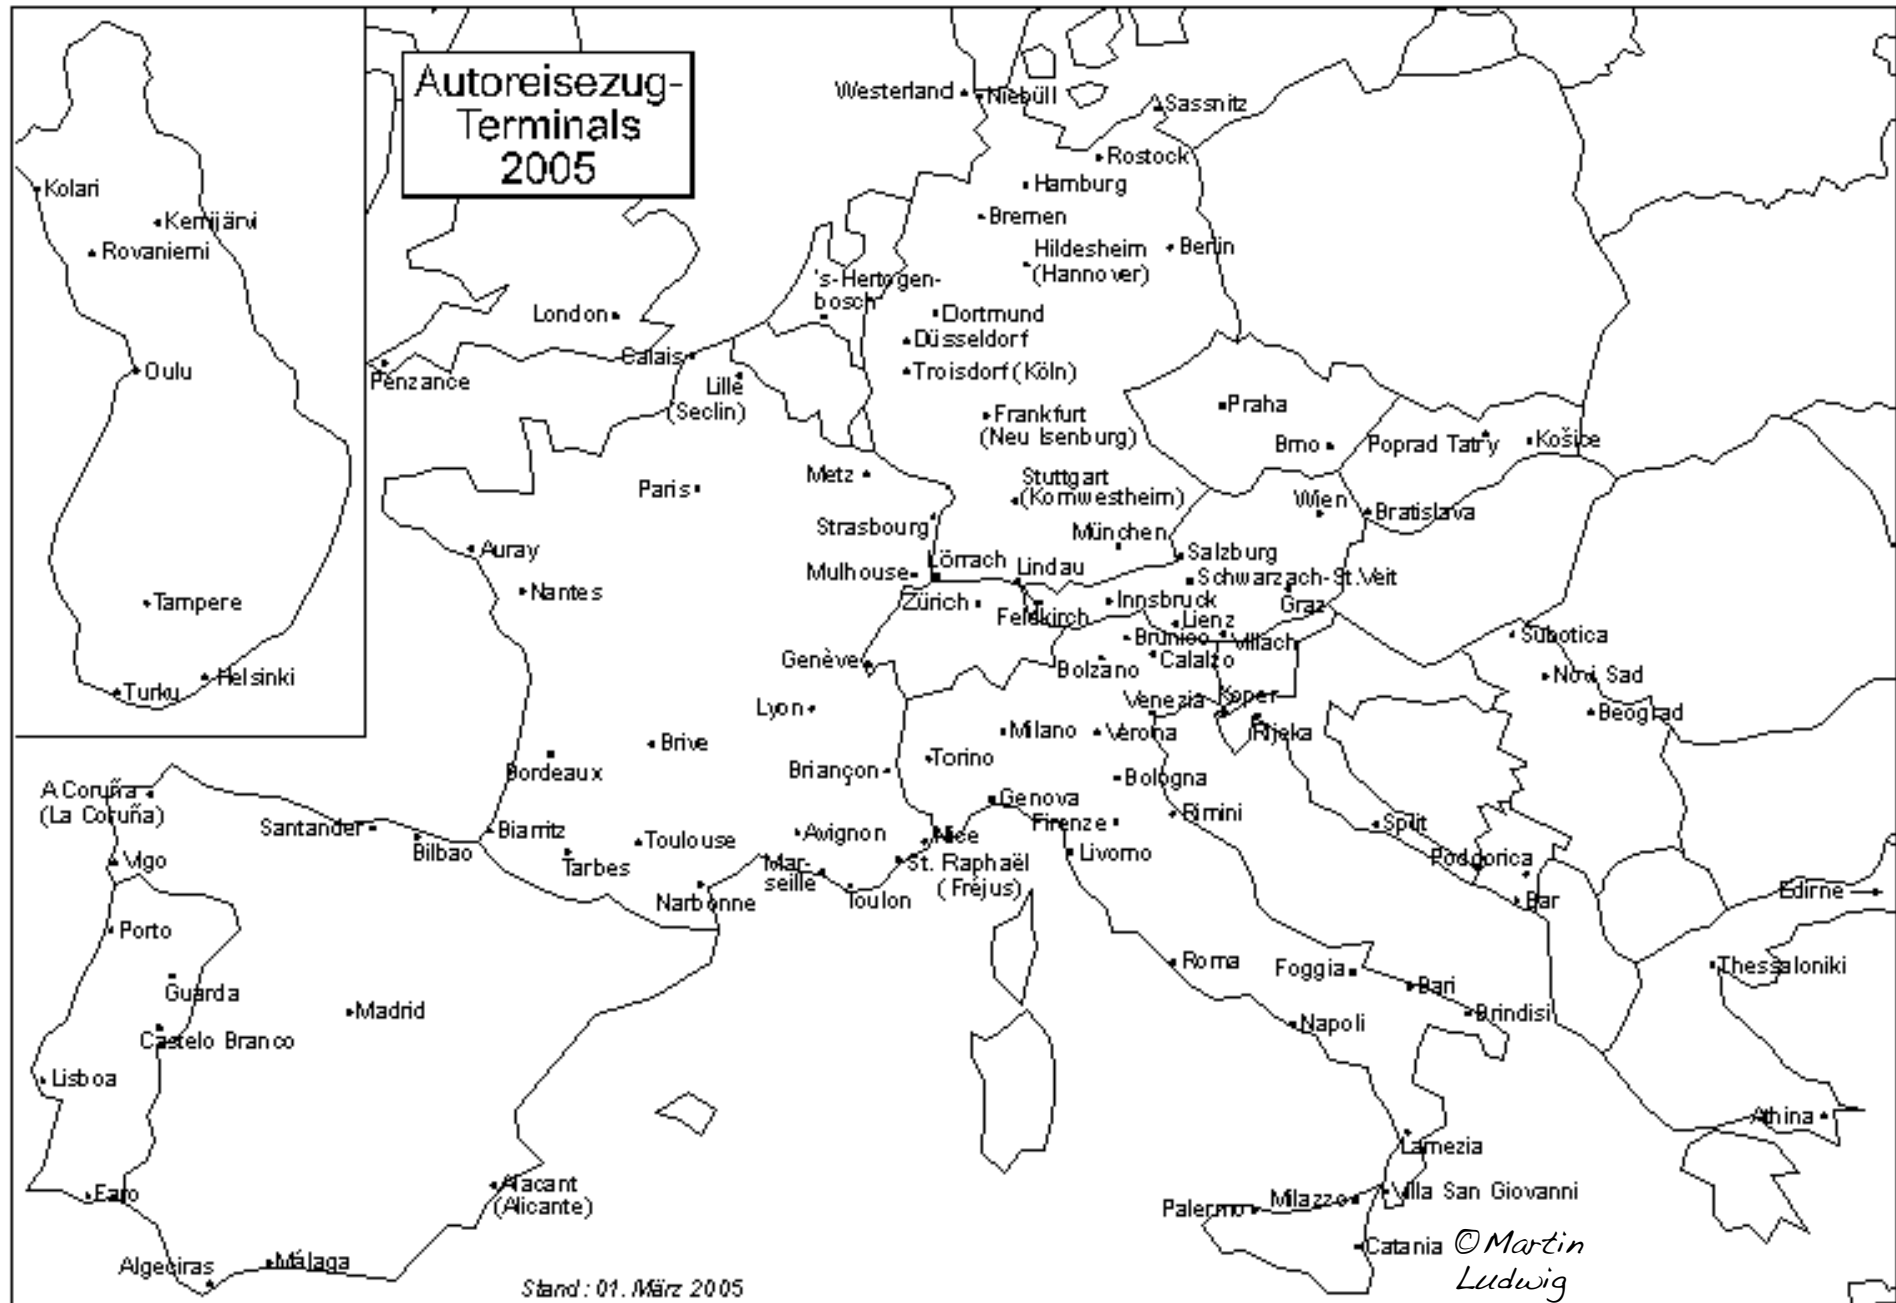 Autoreisezug-
Terminals
2005
Kolari
Kemijärvi
Rovaniemi
Oulu
Tampere
Helsinki
Turku
Westerland
Niebüll
Sassnitz
Rostock
Hamburg
Bremen
Hildesheim
(Hannover)
Berlin
's-Hertogen-
bosch
London
Dortmund
Düsseldorf
Calais
Penzance
Lille
(Seclin)
Troisdorf (Köln)
Frankfurt
(Neu Isenburg)
Praha
Brno
Poprad Tatry
Košice
Metz
Paris
Stuttgart
(Kornwestheim)
Wien
Bratislava
Strasbourg
München
Auray
Salzburg
Lörrach
Lindau
Mulhouse
Schwarzach-St.Veit
Nantes
Zürich
Feldkirch
Innsbruck
Graz
Lienz
Brunico
Villach
Subotica
Genève
Bolzano
Calalzo
Novi Sad
Lyon
Venezia
Koper
Beograd
Brive
Milano
Verona
Rijeka
Bordeaux
Briançon
Torino
Bologna
A Coruña
(La Coruña)
Genova
Rimini
Santander
Bilbao
Biarritz
Toulouse
Avignon
Nice
Firenze
Split
Vigo
Tarbes
Mar-
seille
St. Raphaël
(Fréjus)
Livorno
Podgorica
Narbonne
Toulon
Bar
Edirne
Porto
Guarda
Roma
Foggia
Thessaloniki
Bari
Madrid
Castelo Branco
Napoli
Brindisi
Lisboa
Athina
Lamezia
Faro
Alacant
(Alicante)
Palermo
Milazzo
Villa San Giovanni
Algeciras
Málaga
Catania
Stand: 01. März 2005
© Martin
Ludwig